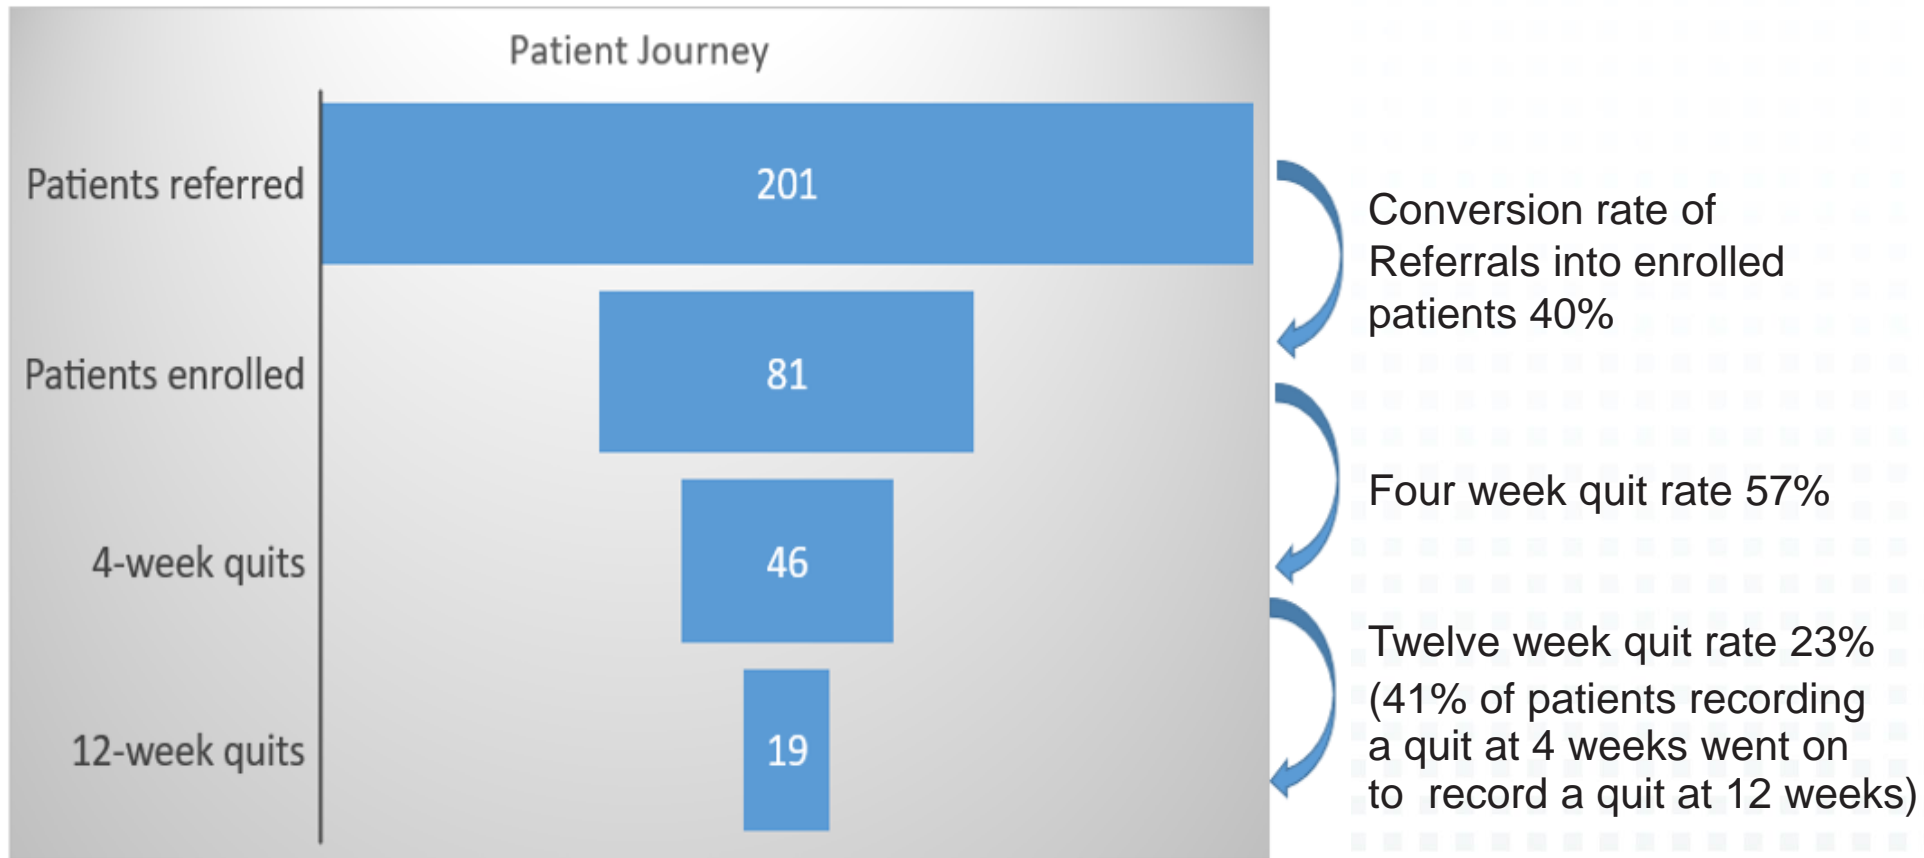 Patient Journey
Patients referred
201
Conversion rate of
Referrals into enrolled
patients 40%
Patients enrolled
81
Four week quit rate 57%
4-week quits
46
Twelve week quit rate 23%
(41% of patients recording
a quit at 4 weeks went on
to record a quit at 12 weeks)
12-week quits
19